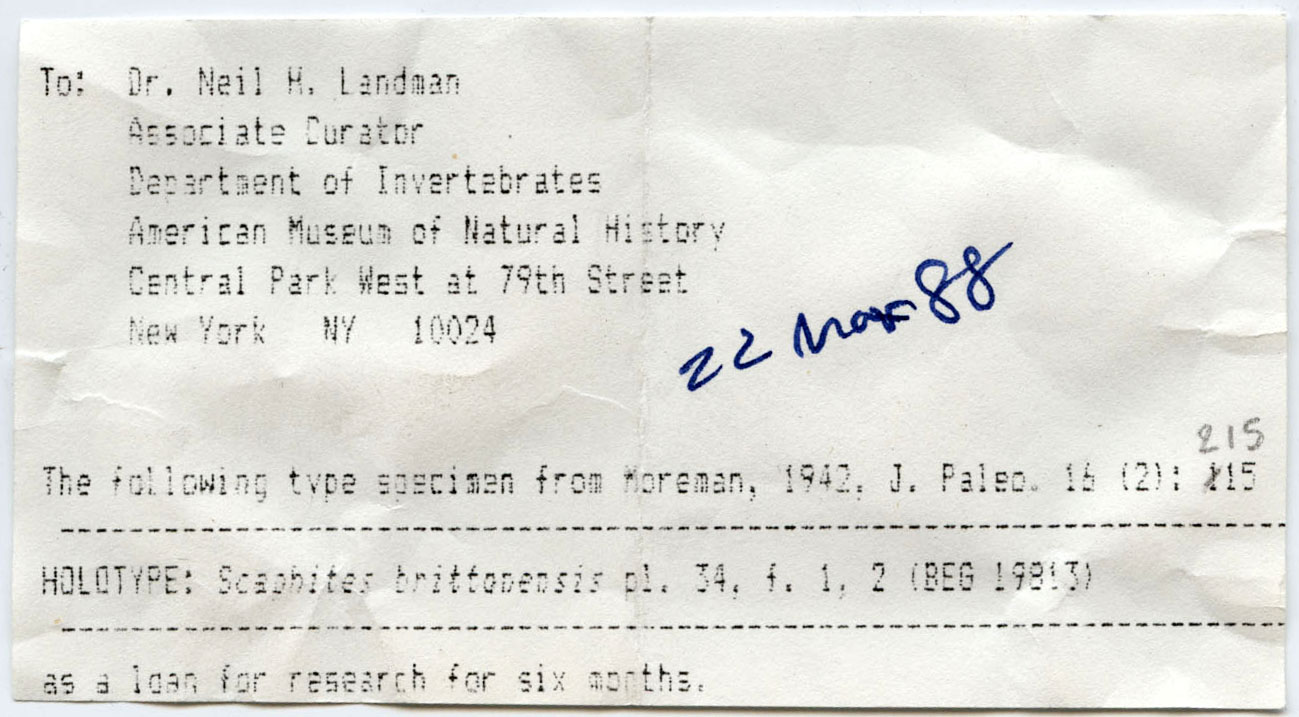 To: Dr. Neil H. Landman
Associate Curator
Department of Invertebrates
American Museum of Natural History
Central Park West at 79th Street
New York NY 10024
22 Mar 88
215
The following type specimen from Moreman, 1942, J. Paleo. 16 (2): 115
HOLOTYPE: Scaphites brittonensis pl. 34, f. 1, 2 (BEG 19813)
as a loan for research for six months.